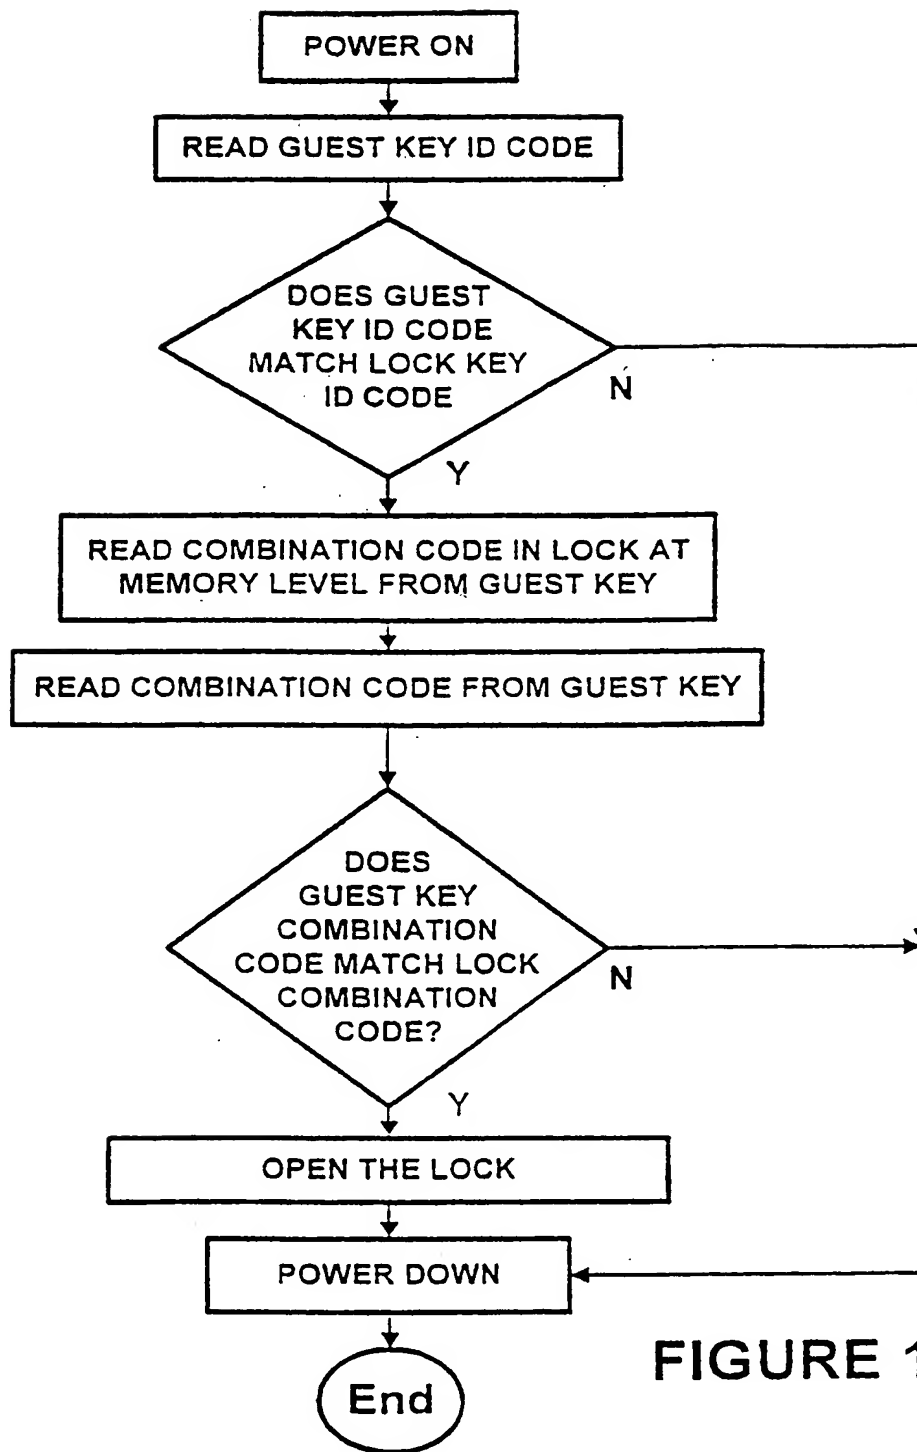 POWER ON
READ GUEST KEY ID CODE
DOES GUEST
KEY ID CODE
MATCH LOCK KEY
ID CODE
N
Y
READ COMBINATION CODE IN LOCK AT
MEMORY LEVEL FROM GUEST KEY
READ COMBINATION CODE FROM GUEST KEY
DOES
GUEST KEY
COMBINATION
CODE MATCH LOCK
COMBINATION
CODE?
N
Y
OPEN THE LOCK
POWER DOWN
End
FIGURE 1